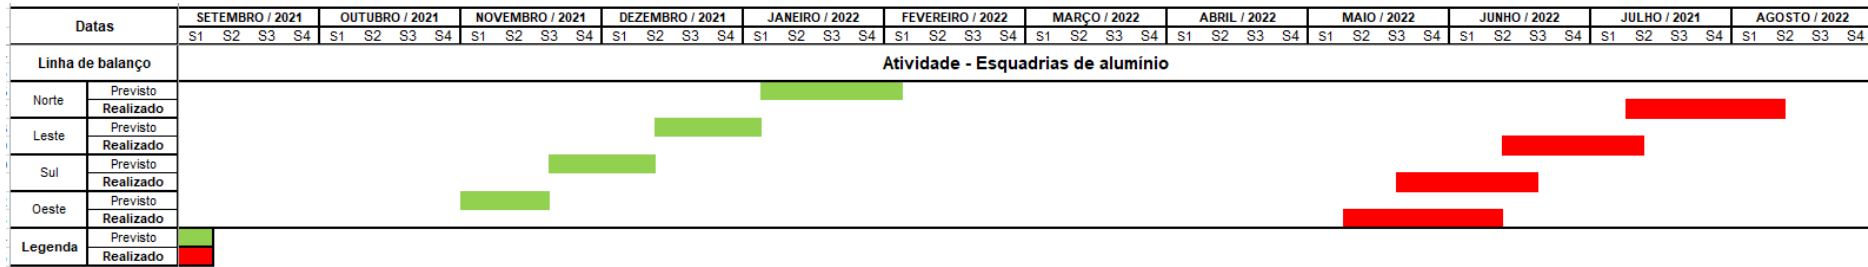 Datas
SETEMBRO / 2021 OUTUBRO / 2021 NOVEMBRO / 2021 DEZEMBRO / 2021 JANEIRO / 2022 FEVEREIRO / 2022 MARÇO / 2022 ABRIL / 2022 MAIO / 2022 JUNHO / 2022 JULHO / 2021 AGOSTO / 2022
S1 S2 S3 S4 S1 S2 S3 S4 S1 S2 S3 S4 S1 S2 S3 S4 S1 S2 S3 S4 S1 S2 S3 S4 S1 S2 S3 S4 S1 S2 S3 S4 S1 S2 S3 S4 S1 S2 S3 S4 S1 S2 S3 S4 S1 S2 S3 S4
Linha de balanço Atividade - Esquadrias de alumínio
Norte
Previsto
Realizado
Leste
Previsto
Realizado
Sul
Previsto
Realizado
Oeste
Previsto
Realizado
Legenda
Previsto
Realizado